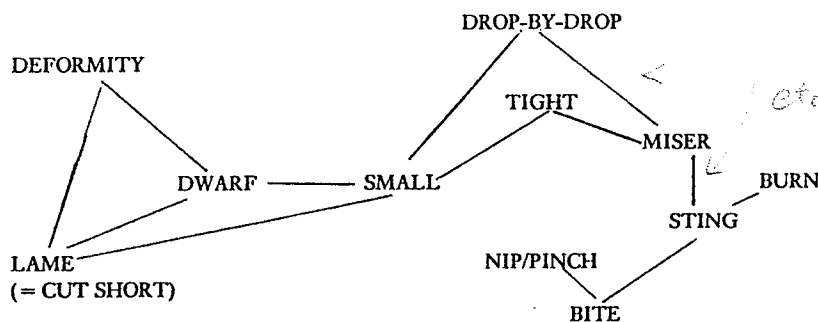 DROP-BY-DROP
DEFORMITY
TIGHT
MISER
DWARF
SMALL
BURN
STING
LAME
(= CUT SHORT)
NIP/PINCH
BITE